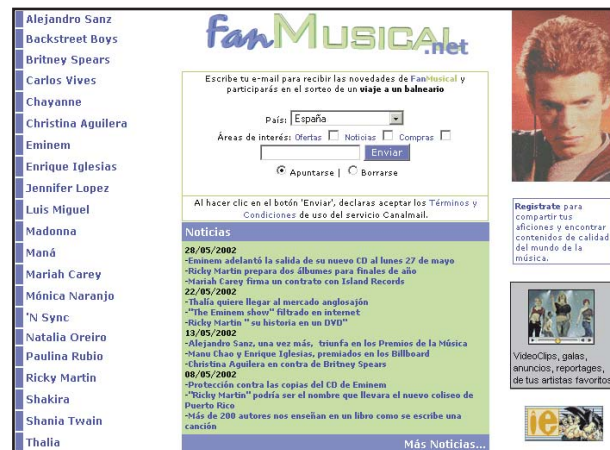 Alejandro Sanz
Backstreet Boys
Britney Spears
Carlos Vives
Chayanne
Christina Aguilera
Eminem
Enrique Iglesias
Jennifer Lopez
Luis Miguel
Madonna
Maná
Mariah Carey
Mónica Naranjo
'N Sync
Natalia Oreiro
Paulina Rubio
Ricky Martin
Shakira
Shania Twain
Thalia
FanMusical.net
Escribe tu e-mail para recibir las novedades de FanMusical y
participarás en el sorteo de un viaje a un balneario
País: España
Áreas de interés: Ofertas Noticias Compras
Enviar
Apuntarse | Borrarse
Al hacer clic en el botón 'Enviar', declaras aceptar los Términos y
Condiciones de uso del servicio Canalmail.
Noticias
28/05/2002
-Eminem adelantó la salida de su nuevo CD al lunes 27 de mayo
-Ricky Martin prepara dos álbumes para finales de año
-Mariah Carey firma un contrato con Island Records
22/05/2002
-Thalía quiere llegar al mercado anglosajón
-"The Eminem show" filtrado en internet
-Ricky Martin " su historia en un DVD"
13/05/2002
-Alejandro Sanz, una vez más, triunfa en los Premios de la Música
-Manu Chao y Enrique Iglesias, premiados en los Billboard
-Christina Aguilera en contra de Britney Spears
08/05/2002
-Protección contra las copias del CD de Eminem
-"Ricky Martin" podría ser el nombre que llevara el nuevo coliseo de
Puerto Rico
-Más de 200 autores nos enseñan en un libro como se escribe una
canción
Más Noticias...
Registrate para
compartir tus
aficiones y encontrar
contenidos de calidad
del mundo de la
música.
VideoClips, galas,
anuncios, reportages,
de tus artistas favoritos
ie